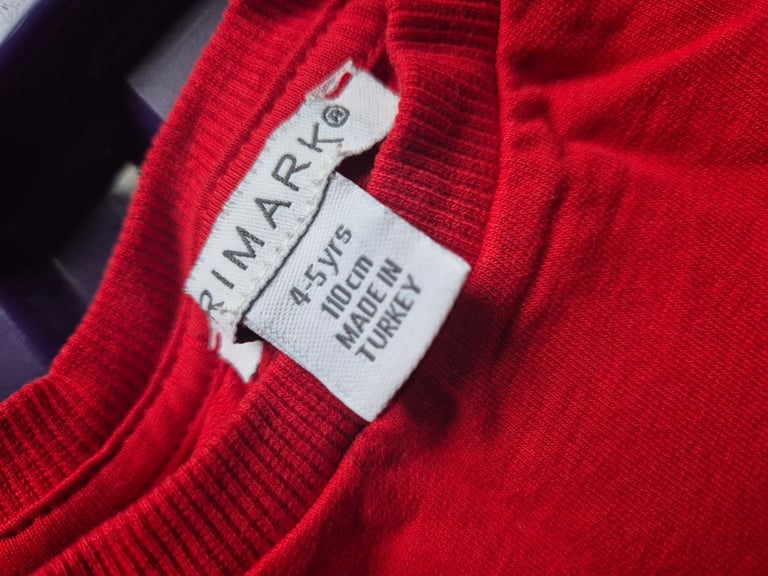 RIMARK®
4-5yrs
110cm
MADE IN
TURKEY